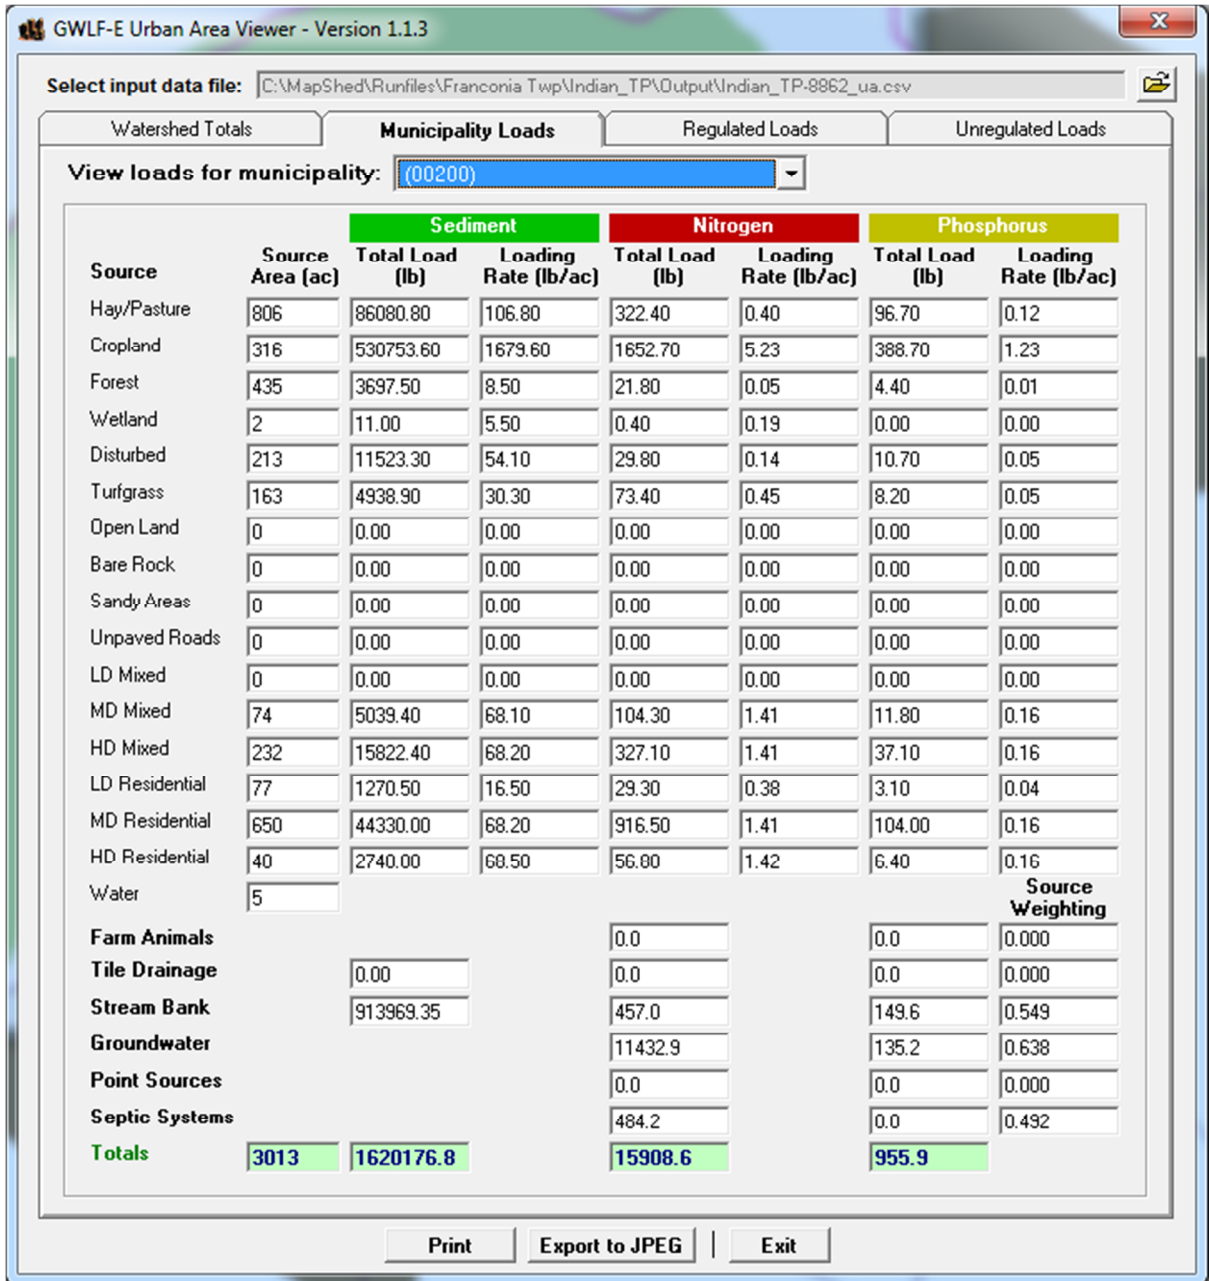 GWLF-E Urban Area Viewer - Version 1.1.3
x
Select input data file: C:\MapShed\Runfiles\Franconia Twp\Indian_TP\Output\Indian_TP-8862_ua.csv
Watershed Totals Municipality Loads Regulated Loads Unregulated Loads
View loads for municipality: (00200)
Sediment Nitrogen Phosphorus
Source Total Load Loading Total Load Loading Total Load Loading
Source Area (ac) (lb) Rate (lb/ac) (lb) Rate (lb/ac) (lb) Rate (lb/ac)
Hay/Pasture 806 86080.80 106.80 322.40 0.40 96.70 0.12
Cropland 316 530753.60 1679.60 1652.70 5.23 388.70 1.23
Forest 435 3697.50 8.50 21.80 0.05 4.40 0.01
Wetland 2 11.00 5.50 0.40 0.19 0.00 0.00
Disturbed 213 11523.30 54.10 29.80 0.14 10.70 0.05
Turfgrass 163 4938.90 30.30 73.40 0.45 8.20 0.05
Open Land 0 0.00 0.00 0.00 0.00 0.00 0.00
Bare Rock 0 0.00 0.00 0.00 0.00 0.00 0.00
Sandy Areas 0 0.00 0.00 0.00 0.00 0.00 0.00
Unpaved Roads 0 0.00 0.00 0.00 0.00 0.00 0.00
LD Mixed 0 0.00 0.00 0.00 0.00 0.00 0.00
MD Mixed 74 5039.40 68.10 104.30 1.41 11.80 0.16
HD Mixed 232 15822.40 68.20 327.10 1.41 37.10 0.16
LD Residential 77 1270.50 16.50 29.30 0.38 3.10 0.04
MD Residential 650 44330.00 68.20 916.50 1.41 104.00 0.16
HD Residential 40 2740.00 68.50 56.80 1.42 6.40 0.16
Water 5
Source
Weighting
Farm Animals 0.0 0.0 0.000
Tile Drainage 0.00 0.0 0.0 0.000
Stream Bank 913969.35 457.0 149.6 0.549
Groundwater 11432.9 135.2 0.638
Point Sources 0.0 0.0 0.000
Septic Systems 484.2 0.0 0.492
Totals 3013 1620176.8 15908.6 955.9
Print Export to JPEG | Exit